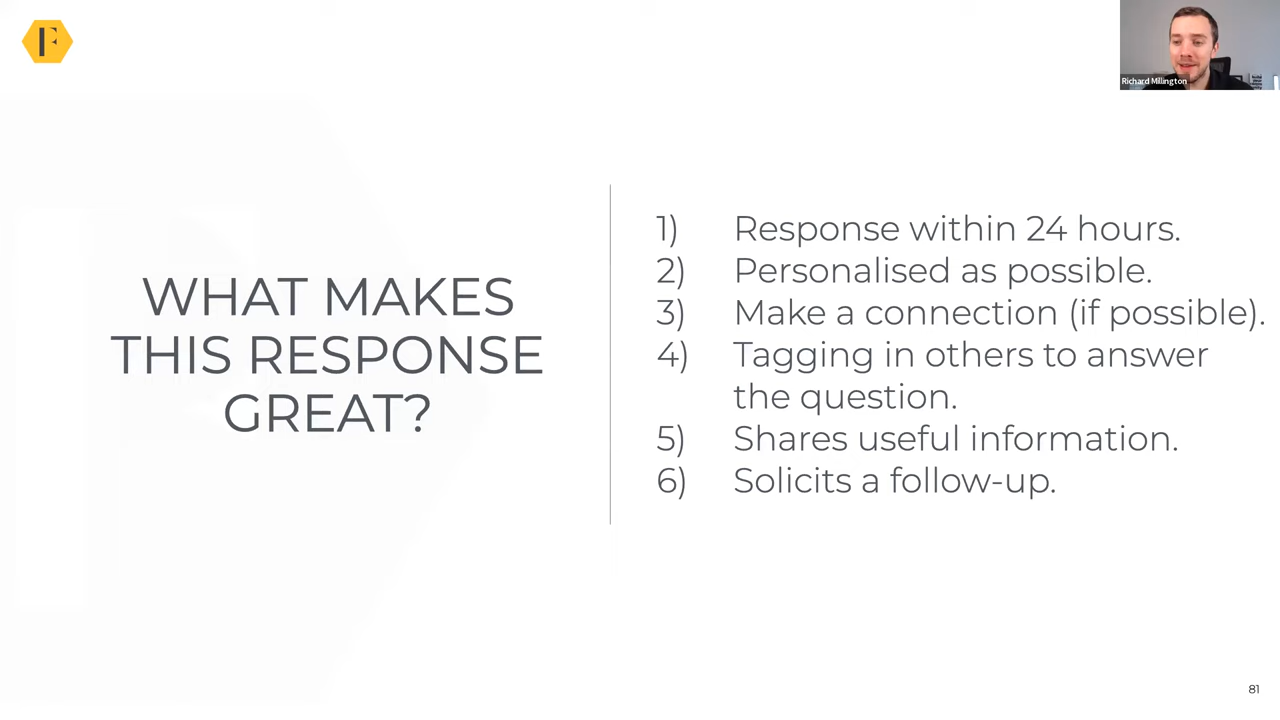 F
Richard Millington
WHAT MAKES
THIS RESPONSE
GREAT?
1) Response within 24 hours.
2) Personalised as possible.
3) Make a connection (if possible).
4) Tagging in others to answer
the question.
5) Shares useful information.
6) Solicits a follow-up.
81